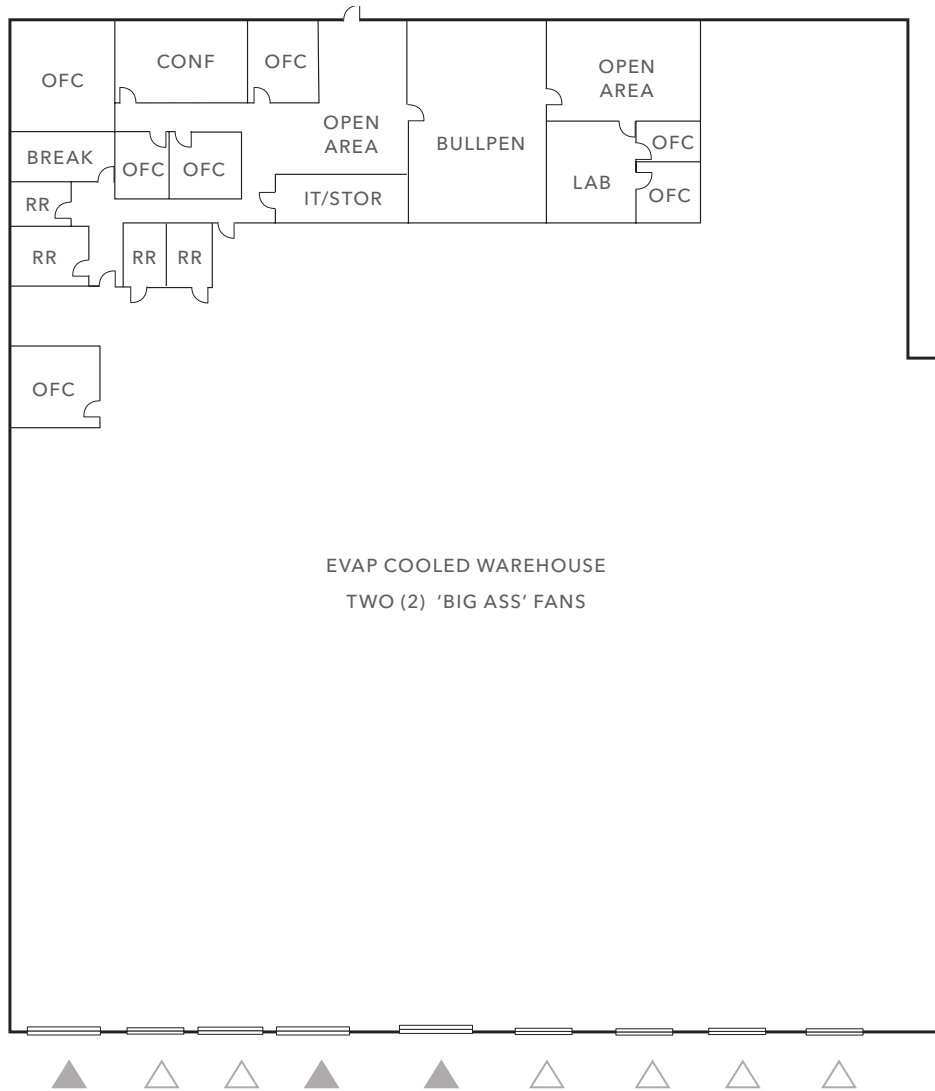 OFC
CONF
OFC
OPEN
AREA
OPEN
AREA
BULLPEN
BREAK
OFC
OFC
OFC
LAB
IT/STOR
OFC
RR
RR
RR
RR
OFC
EVAP COOLED WAREHOUSE
TWO (2) 'BIG ASS' FANS